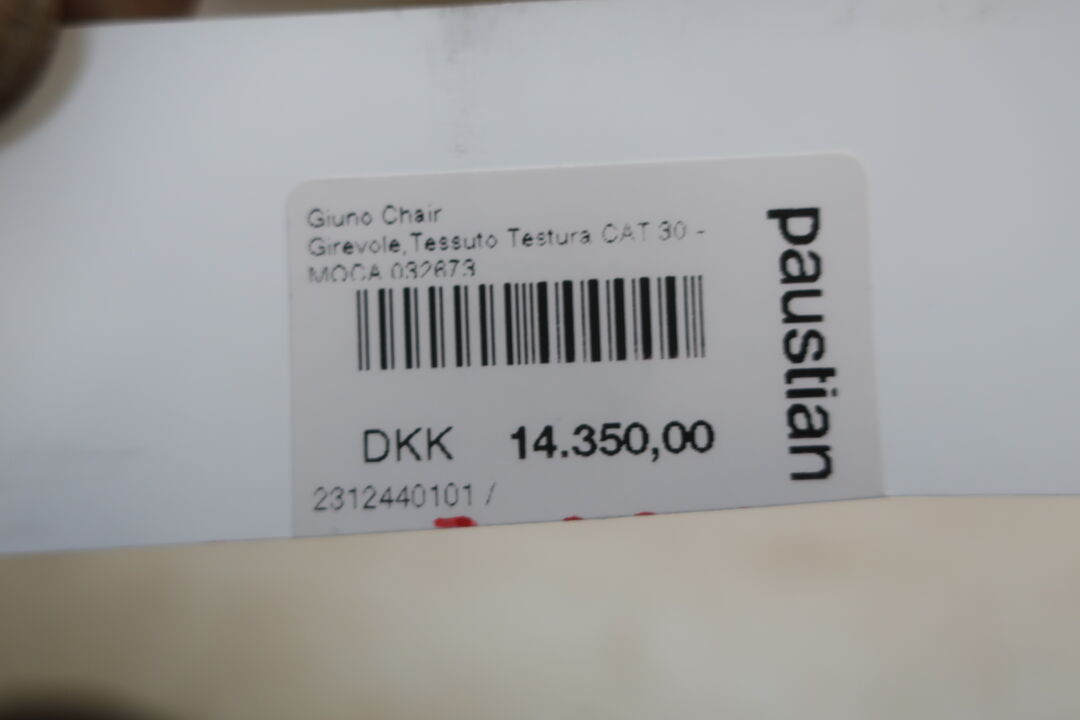 Giuno Chair
Girevole,Tessuto Testura CAT 30 -
MOCA 032673
DKK 14.350,00
2312440101 /
paustian